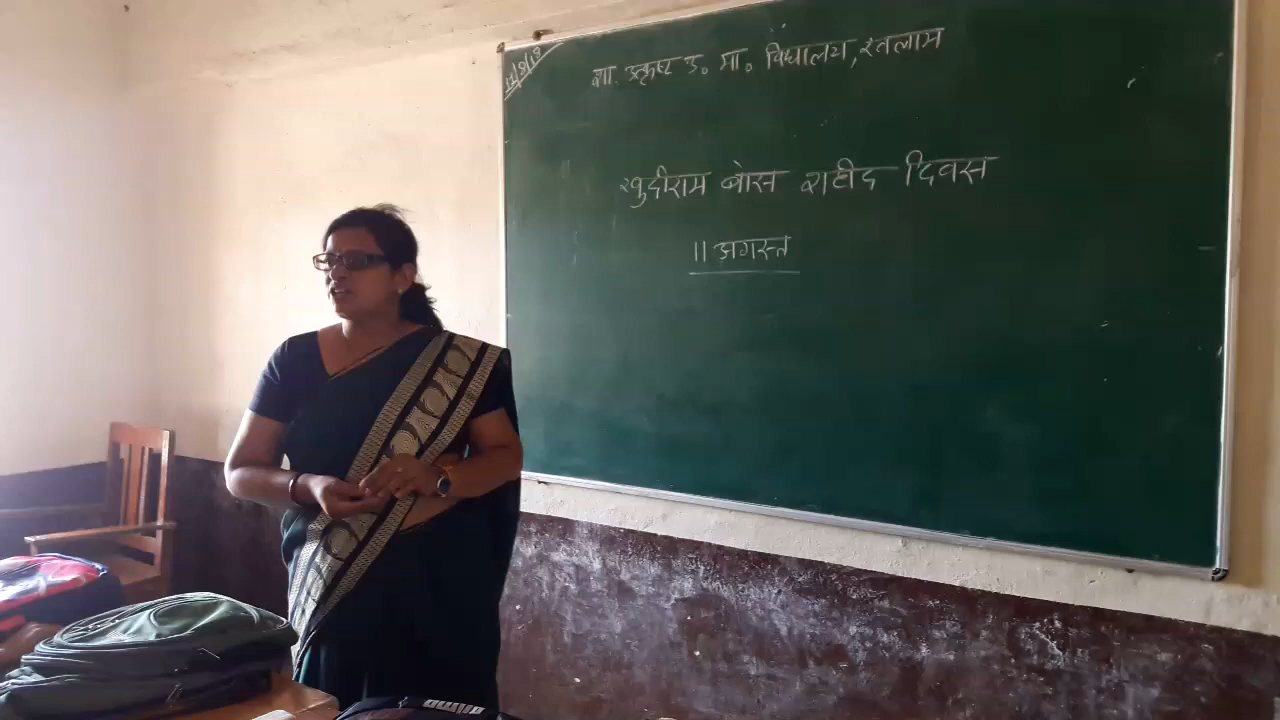 शा. उत्कृष्ट उ. मा. विद्यालय, रतलाम
खुदीराम बोस शहीद दिवस
11 अगस्त